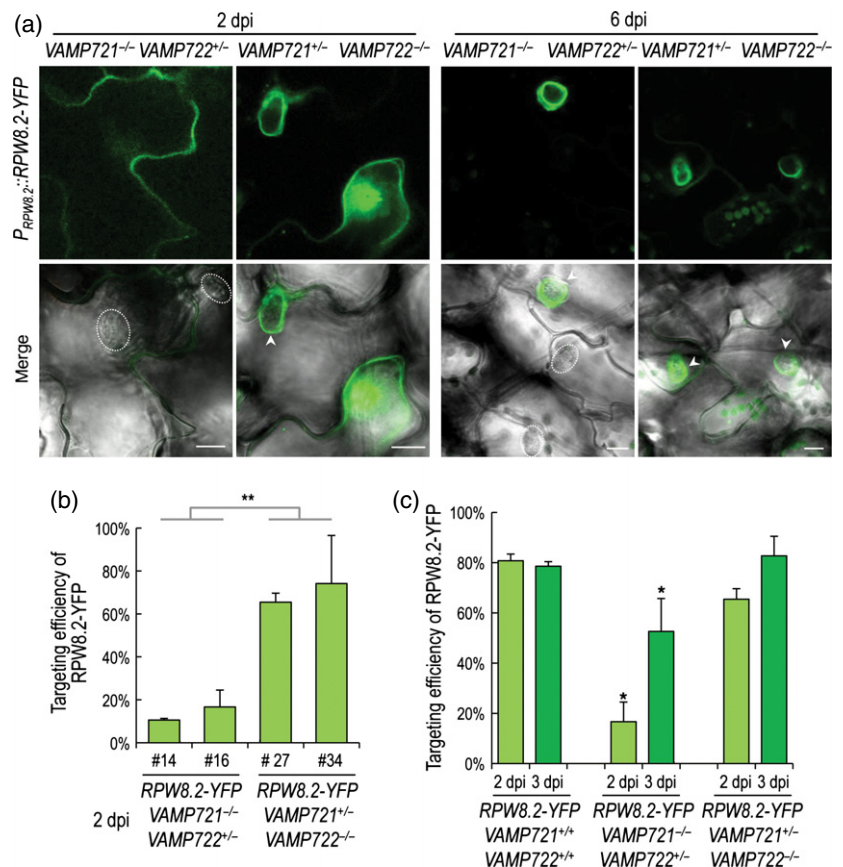 (a)
2 dpi 6 dpi
VAMP721–/– VAMP722+/– VAMP721+/– VAMP722–/– VAMP721–/– VAMP722+/– VAMP721+/– VAMP722–/–
PRPW8.2::RPW8.2-YFP
Merge
(b)
**
Targeting efficiency of
RPW8.2-YFP
100%
80%
60%
40%
20%
0%
#14 #16 # 27 #34
RPW8.2-YFP RPW8.2-YFP
2 dpi
VAMP721–/– VAMP721+/–
VAMP722+/– VAMP722–/–
(c)
Targeting efficiency of RPW8.2-YFP
100%
80%
60%
40%
20%
0%
*
*
2 dpi 3 dpi 2 dpi 3 dpi 2 dpi 3 dpi
RPW8.2-YFP RPW8.2-YFP RPW8.2-YFP
VAMP721+/+ VAMP721–/– VAMP721+/–
VAMP722+/+ VAMP722+/– VAMP722–/–